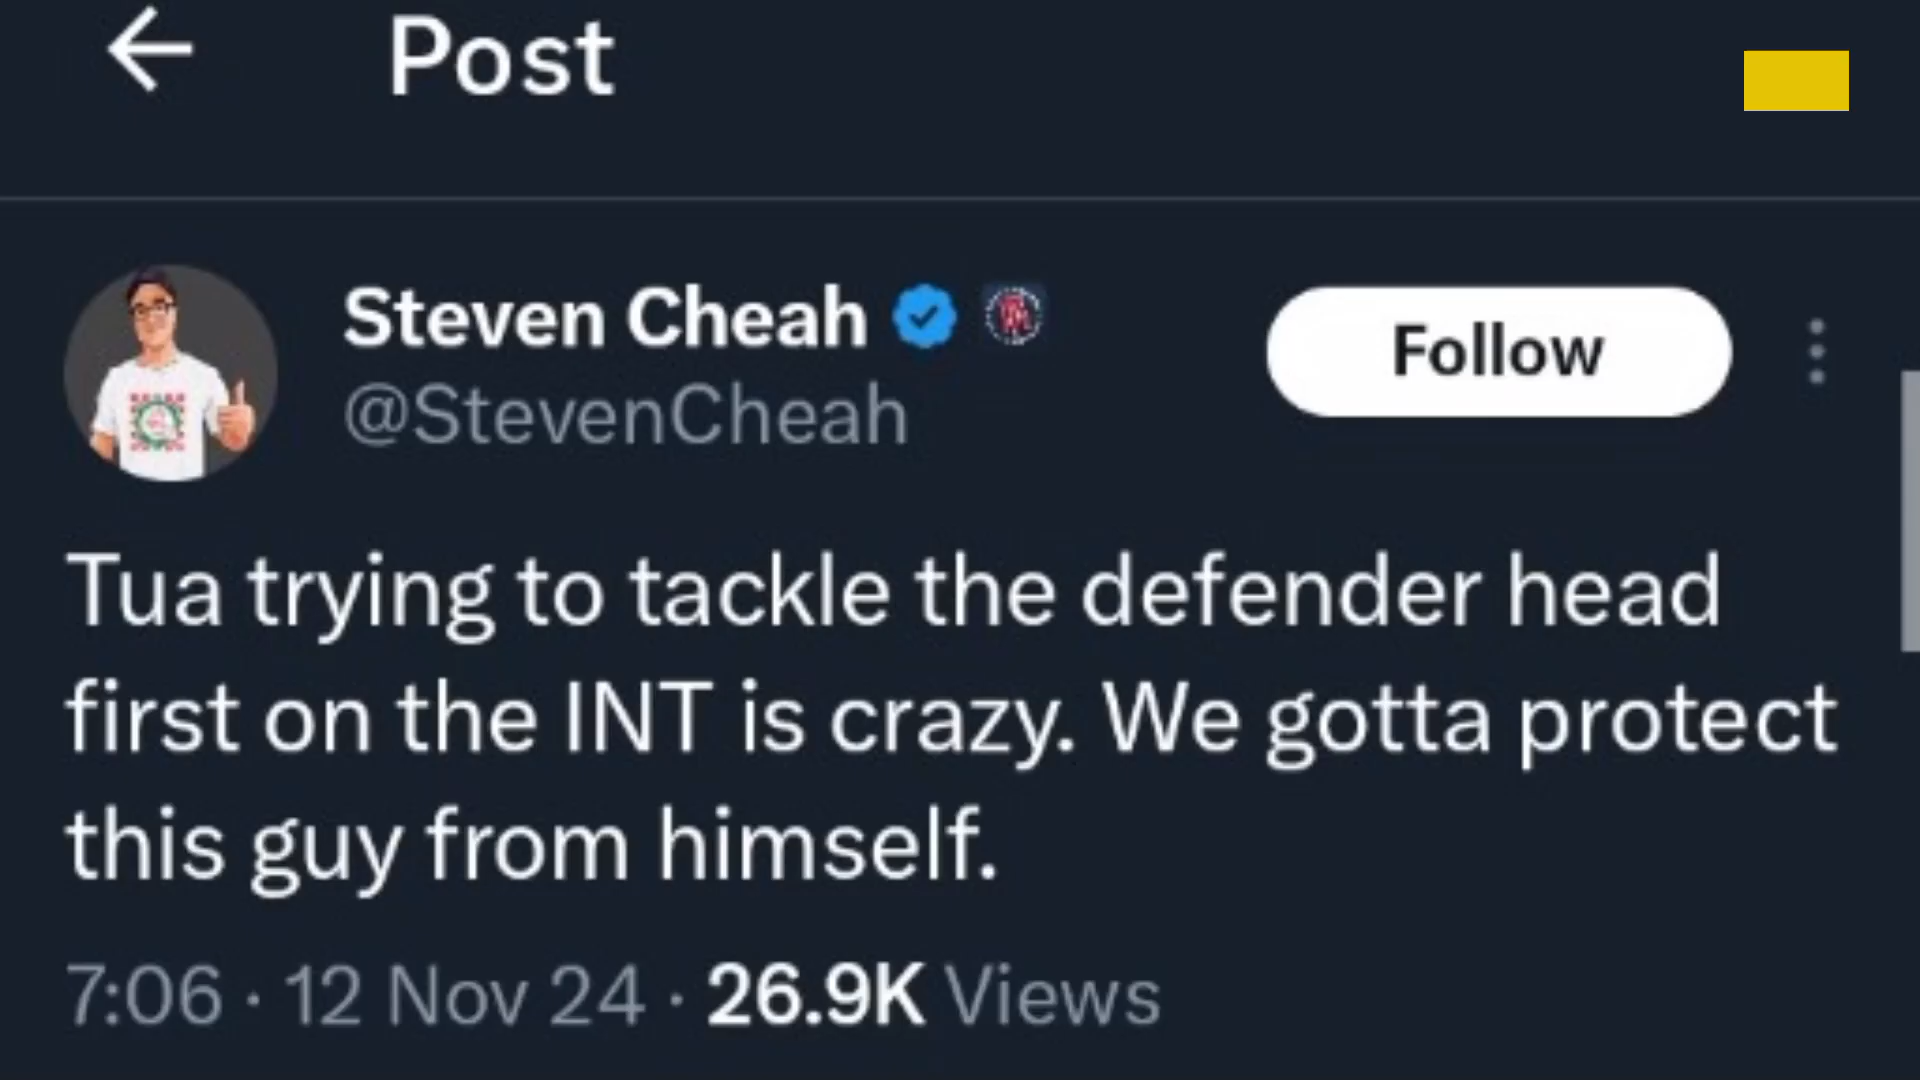 Post
Steven Cheah
Follow
@StevenCheah
Tua trying to tackle the defender head
first on the INT is crazy. We gotta protect
this guy from himself.
7:06 · 12 Nov 24 · 26.9K Views